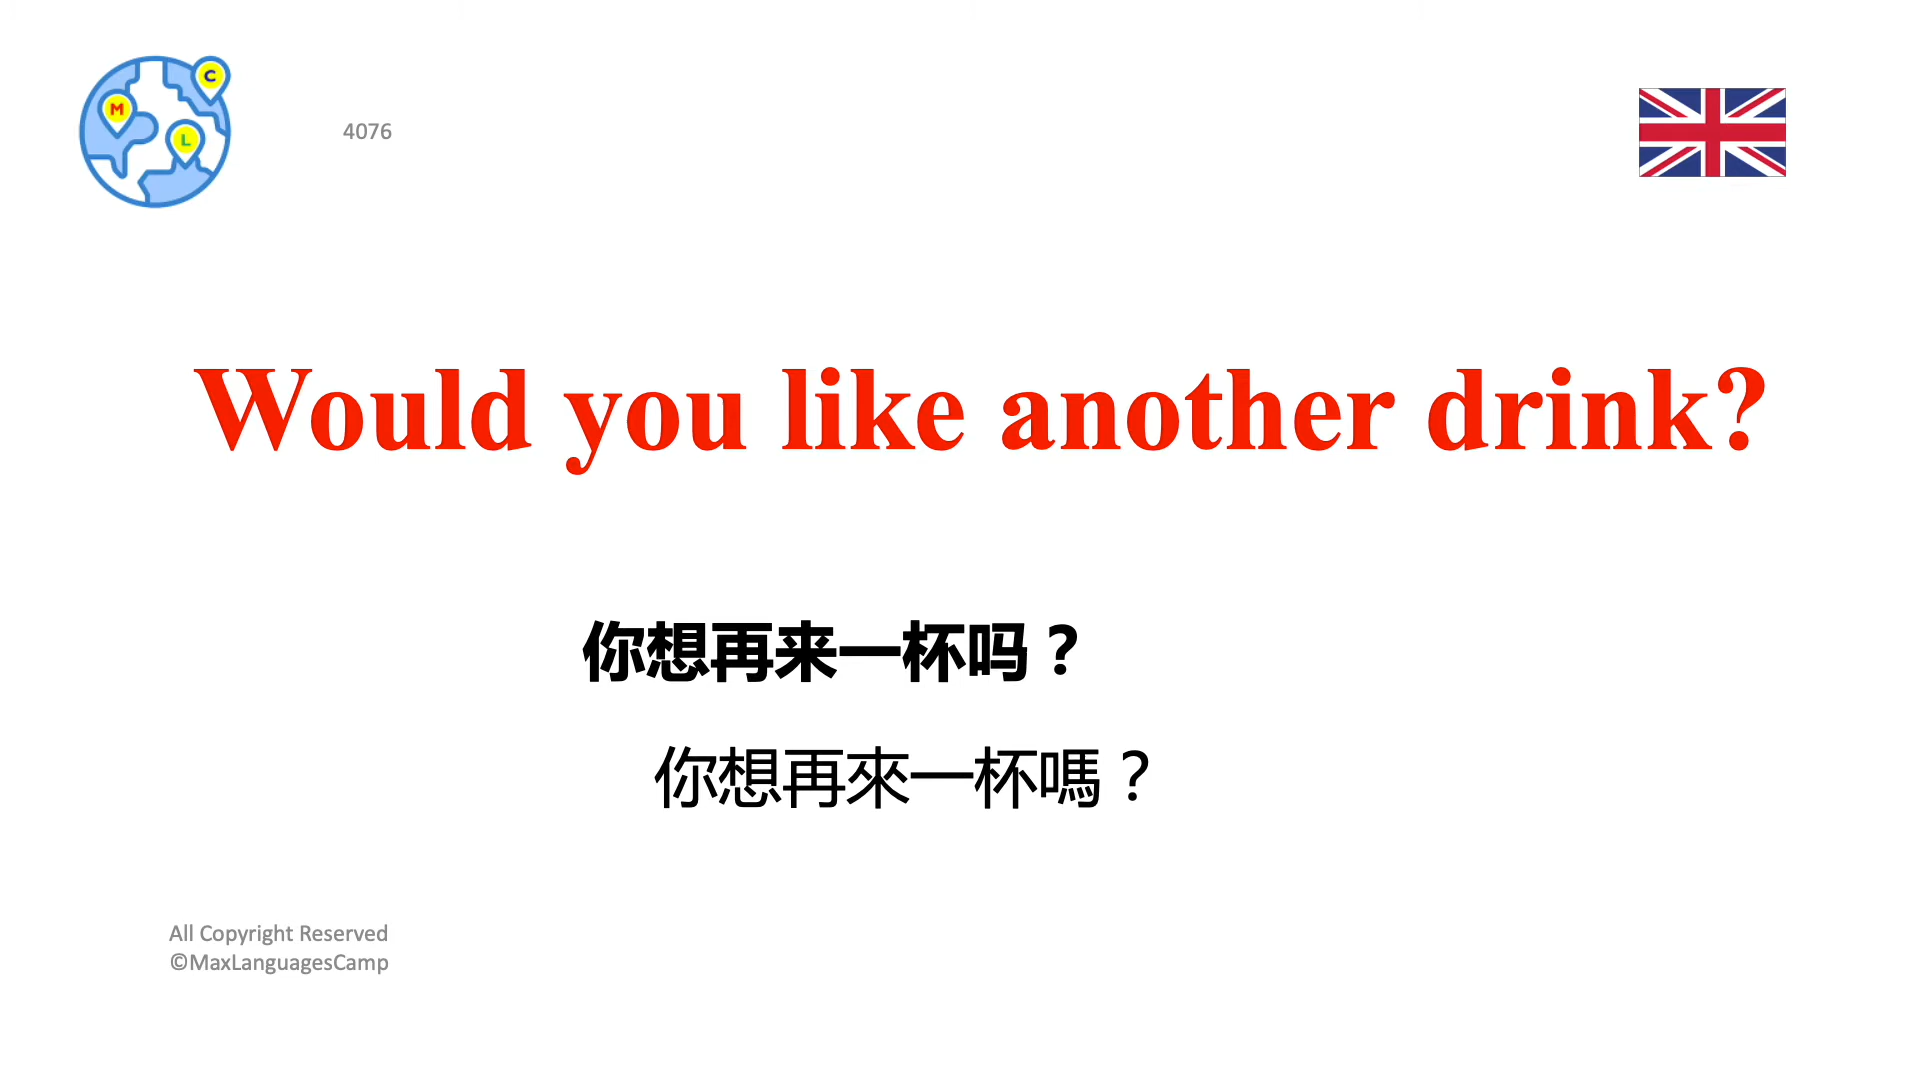 C
M
L
4076
Would you like another drink?
你想再来一杯吗？
你想再來一杯嗎？
All Copyright Reserved
©MaxLanguagesCamp